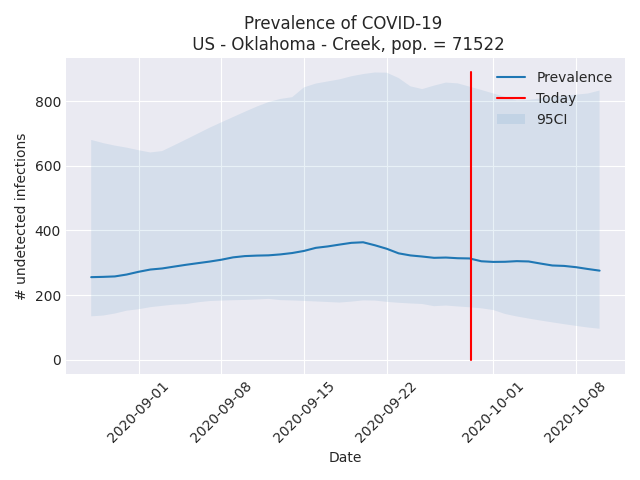 Prevalence of COVID-19
US - Oklahoma - Creek, pop. = 71522
Prevalence
Today
95CI
# undetected infections
800
600
400
200
0
2020-09-01
2020-09-08
2020-09-15
2020-09-22
2020-10-01
2020-10-08
Date